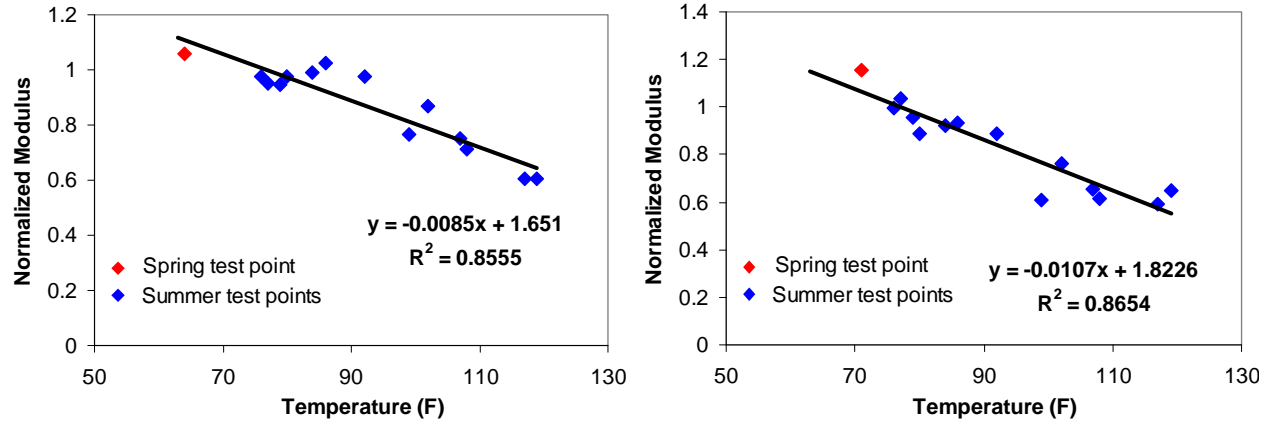 1.2
1
0.8
0.6
0.4
0.2
0
Normalized Modulus
y = -0.0085x + 1.651
R² = 0.8555
Spring test point
Summer test points
50 70 90 110 130
Temperature (F)
1.4
1.2
1
0.8
0.6
0.4
0.2
0
Normalized Modulus
Spring test point
Summer test points
y = -0.0107x + 1.8226
R² = 0.8654
50 70 90 110 130
Temperature (F)